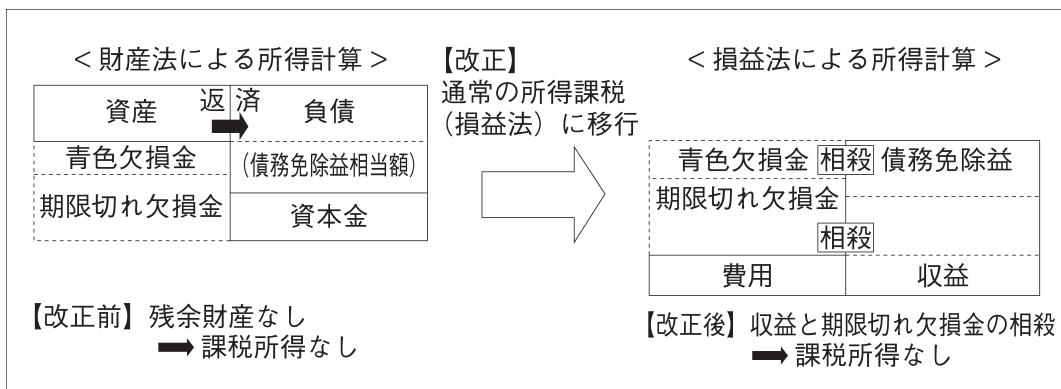 ＜財産法による所得計算＞
資産
返済
負債
青色欠損金
（債務免除益相当額）
期限切れ欠損金
資本金
【改正前】残余財産なし
➡課税所得なし
【改正】
通常の所得課税
（損益法）に移行
＜損益法による所得計算＞
青色欠損金
相殺
債務免除益
期限切れ欠損金
相殺
費用
収益
【改正後】収益と期限切れ欠損金の相殺
➡課税所得なし